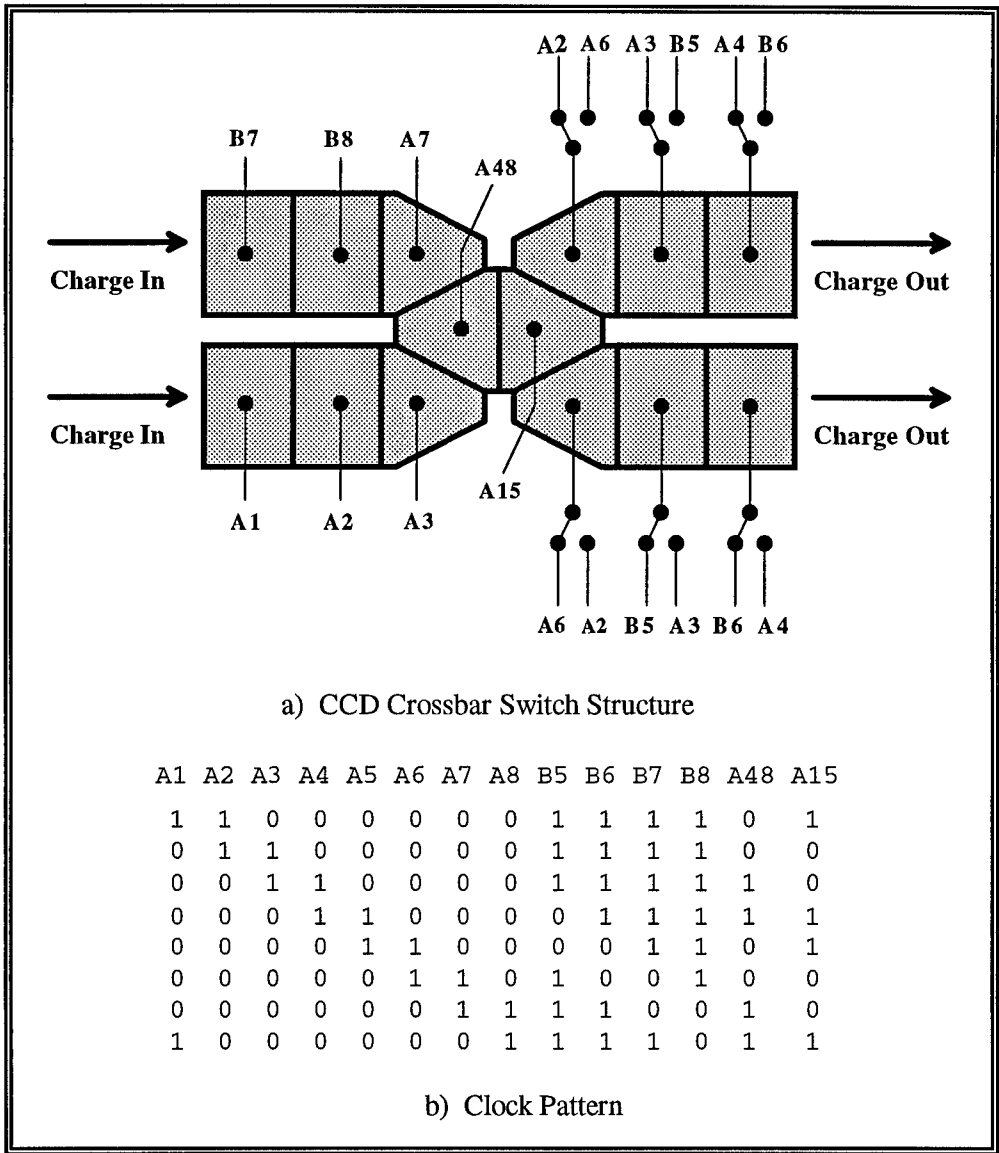 A2 A6 A3 B5 A4 B6
B7 B8 A7 A48
Charge In Charge Out
Charge In Charge Out
A15
A1 A2 A3
A6 A2 B5 A3 B6 A4
a) CCD Crossbar Switch Structure
A1 A2 A3 A4 A5 A6 A7 A8 B5 B6 B7 B8 A48 A15
1 1 0 0 0 0 0 0 1 1 1 1 0 1
0 1 1 0 0 0 0 0 1 1 1 1 0 0
0 0 1 1 0 0 0 0 1 1 1 1 1 0
0 0 0 1 1 0 0 0 0 1 1 1 1 1
0 0 0 0 1 1 0 0 0 0 1 1 0 1
0 0 0 0 0 1 1 0 1 0 0 1 0 0
0 0 0 0 0 0 1 1 1 1 0 0 1 0
1 0 0 0 0 0 0 1 1 1 1 0 1 1
b) Clock Pattern